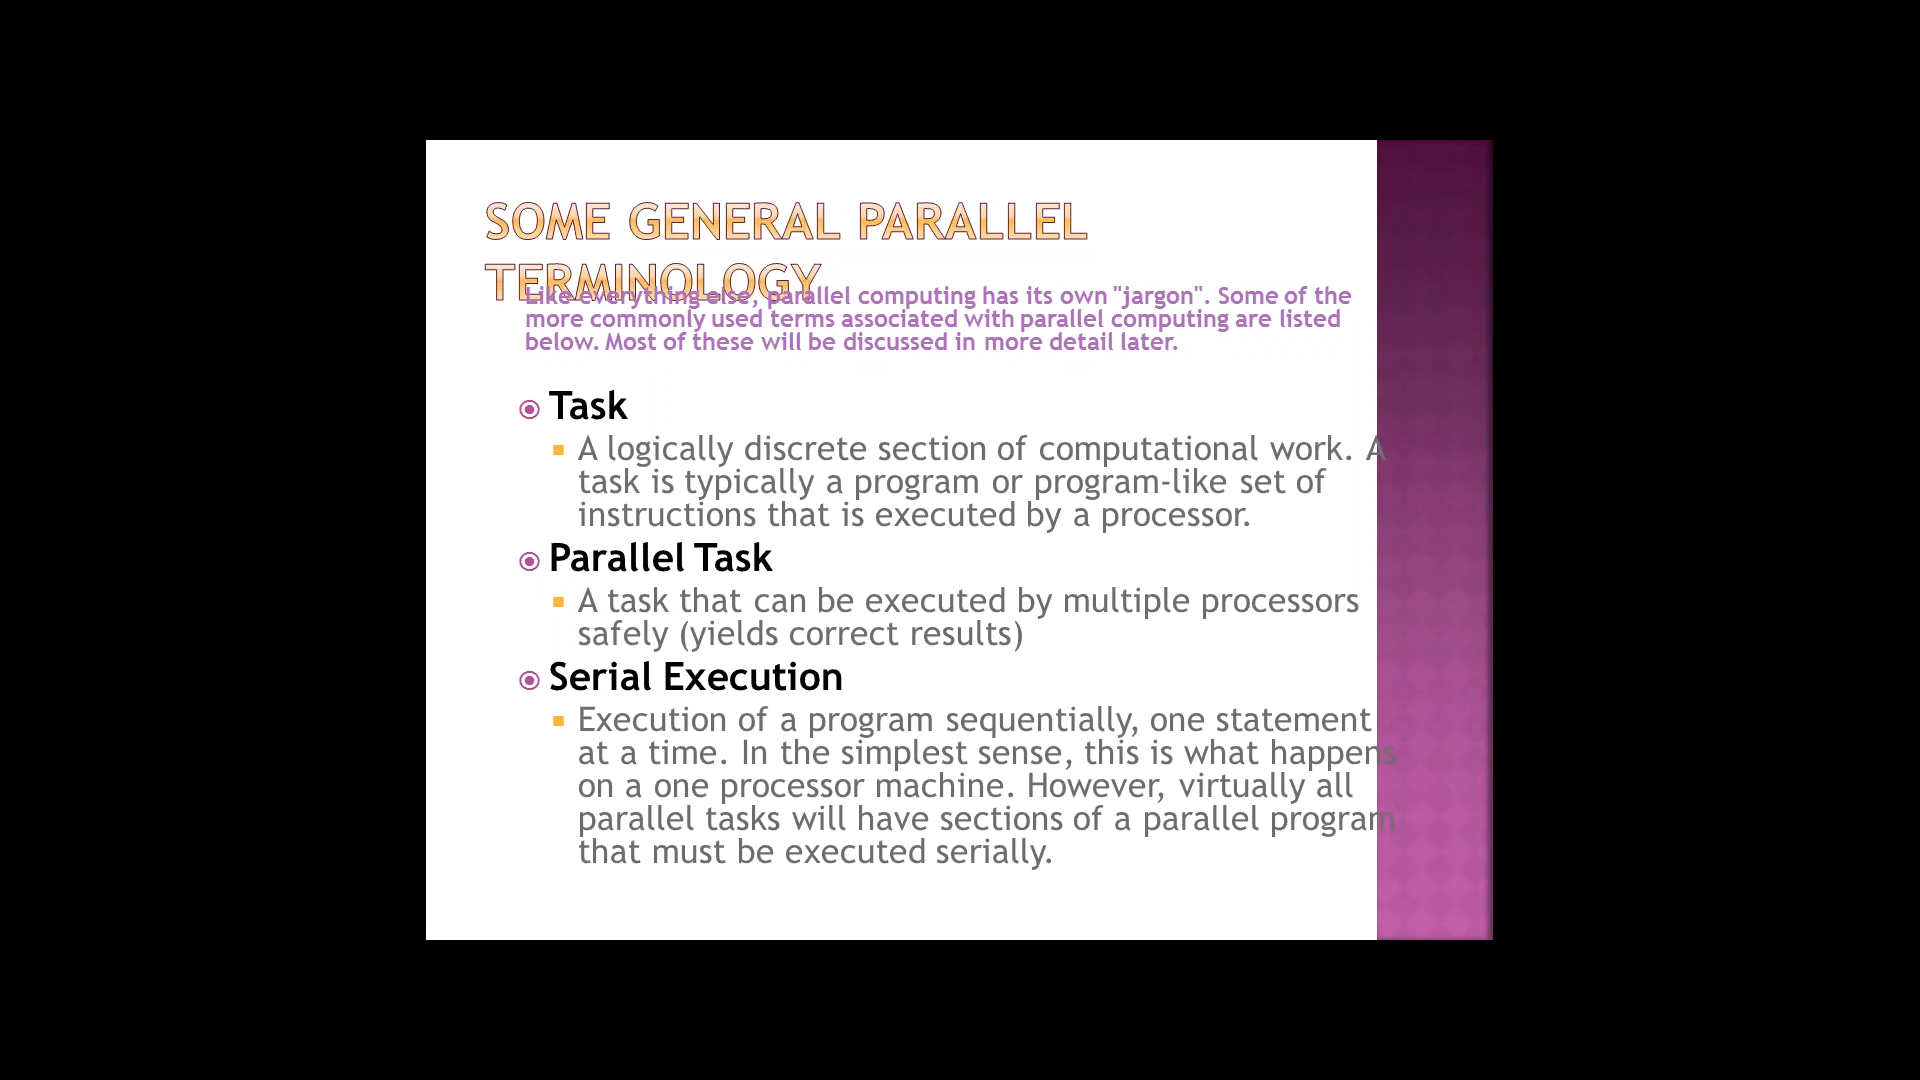 SOME GENERAL PARALLEL
TERMINOLOGY
Like everything else, parallel computing has its own "jargon". Some of the
more commonly used terms associated with parallel computing are listed
below. Most of these will be discussed in more detail later.
Task
A logically discrete section of computational work. A
task is typically a program or program-like set of
instructions that is executed by a processor.
Parallel Task
A task that can be executed by multiple processors
safely (yields correct results)
Serial Execution
Execution of a program sequentially, one statement
at a time. In the simplest sense, this is what happens
on a one processor machine. However, virtually all
parallel tasks will have sections of a parallel program
that must be executed serially.